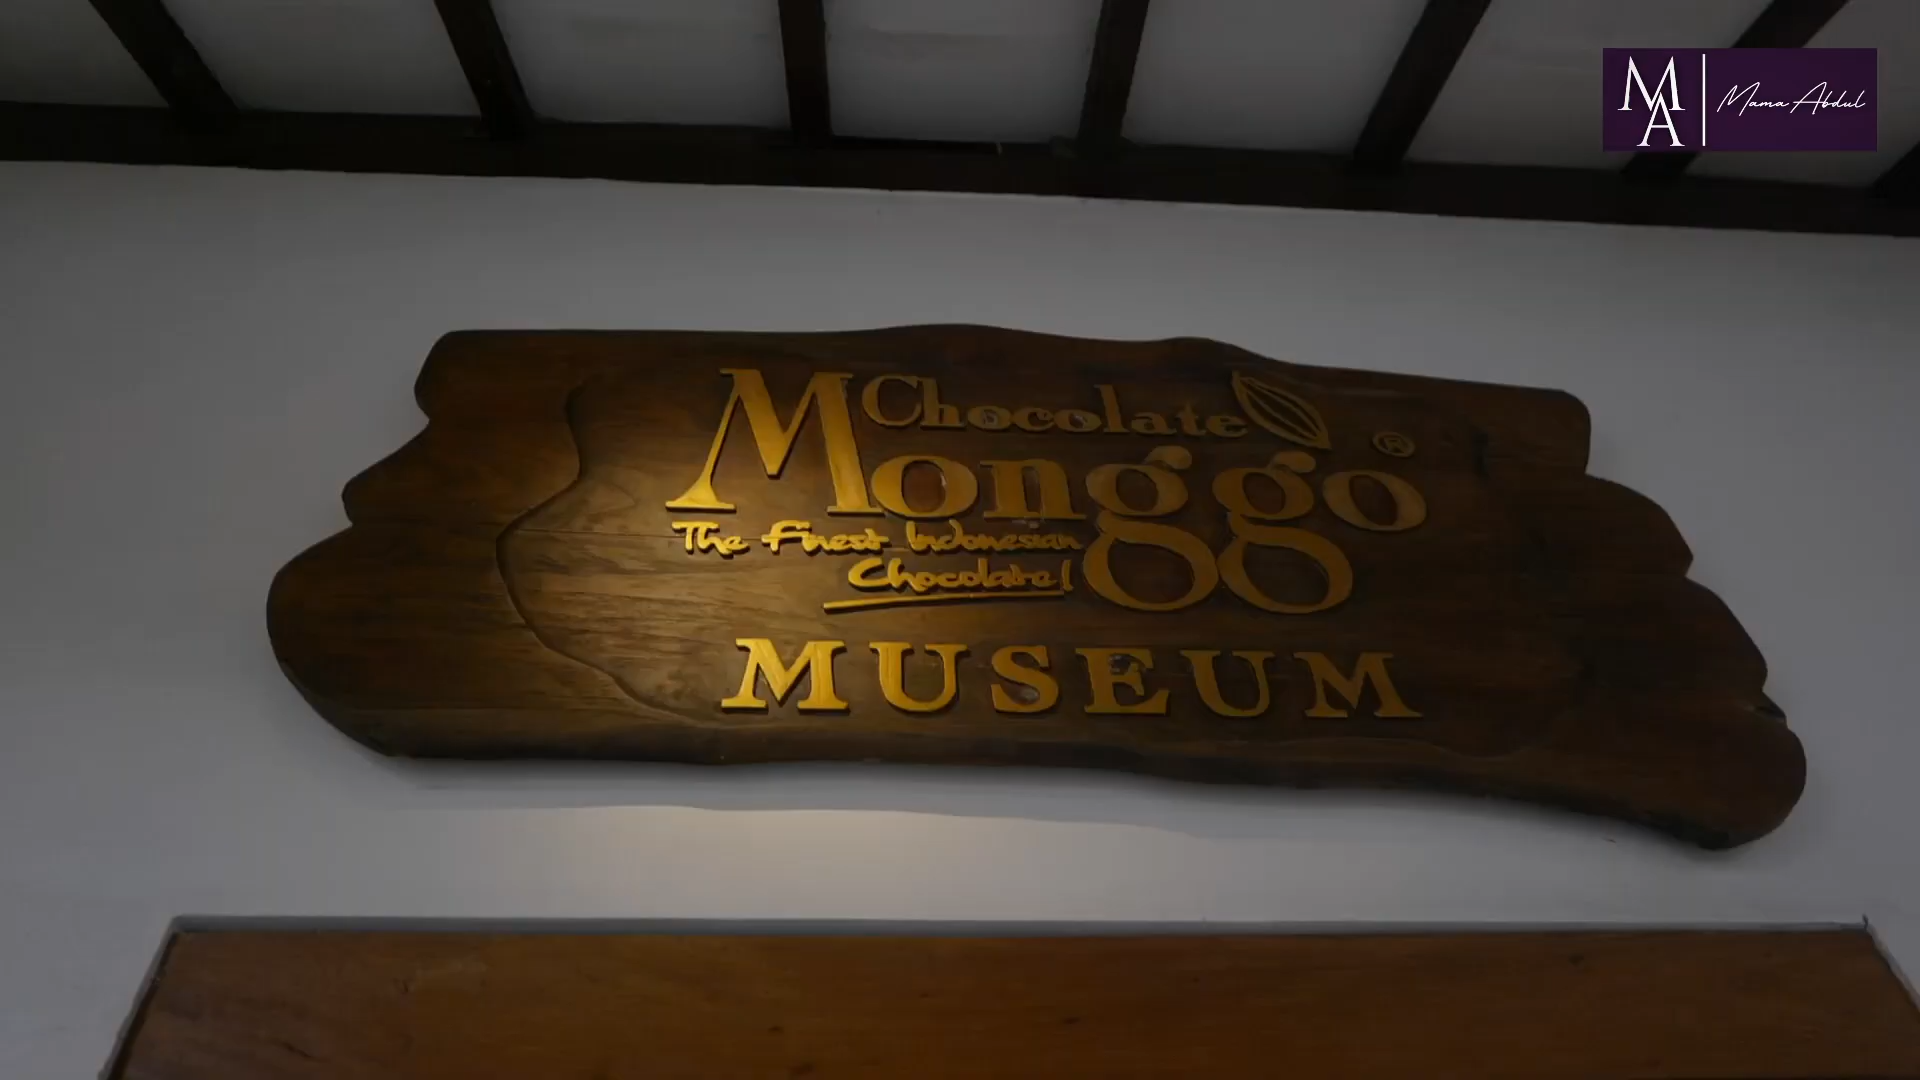 MA | Mama Abdul
Chocolate
Monggo ®
The Finest Indonesian
Chocolate!
MUSEUM